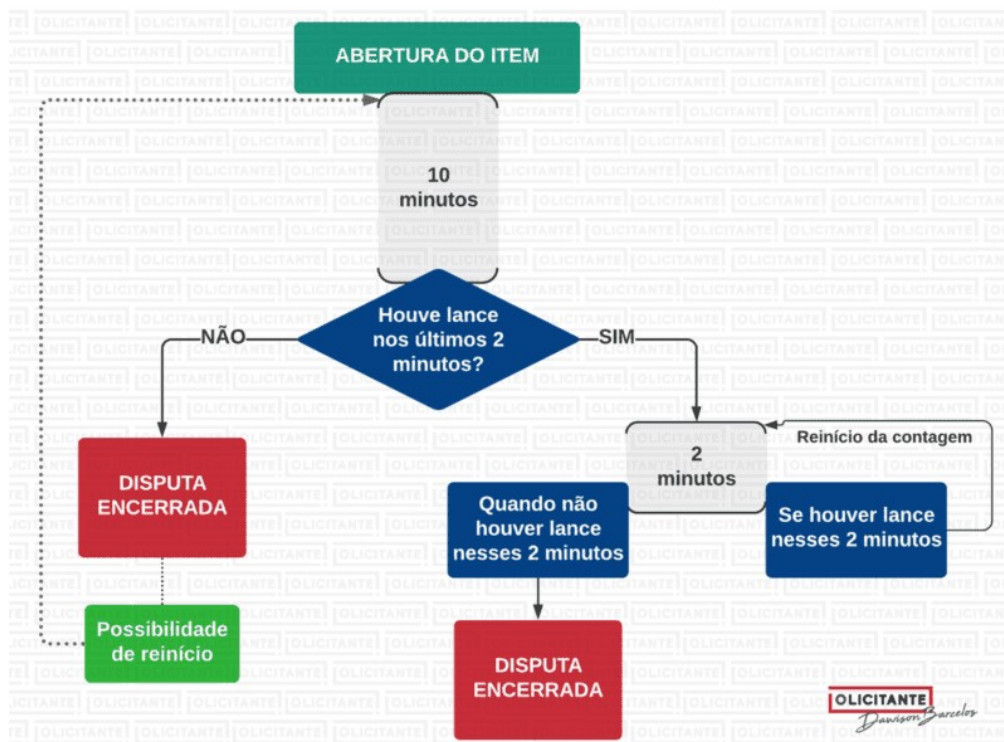 ABERTURA DO ITEM
10
minutos
Houve lance
nos últimos 2
minutos?
NÃO
SIM
Reinício da contagem
2
minutos
DISPUTA
ENCERRADA
Quando não
houver lance
nesses 2 minutos
Se houver lance
nesses 2 minutos
Possibilidade
de reinício
DISPUTA
ENCERRADA
OLICITANTE
Dawison Barcelos